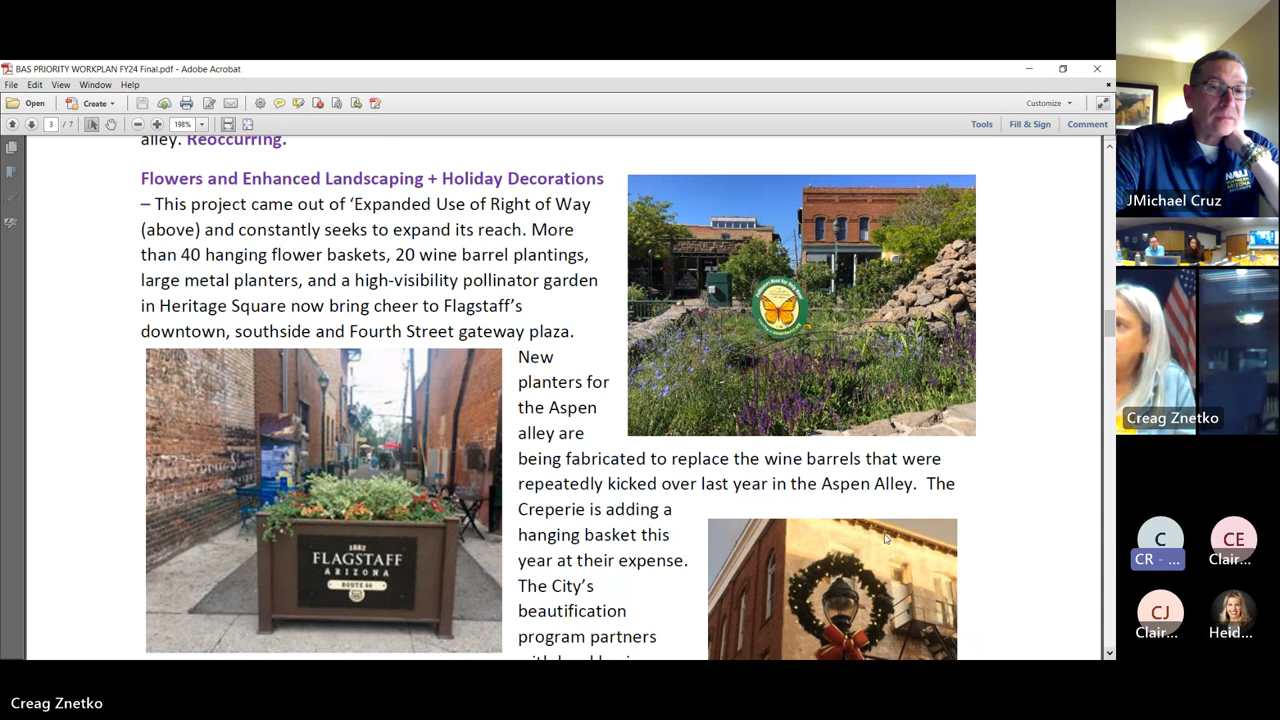 BAS PRIORITY WORKPLAN FY24 Final.pdf - Adobe Acrobat
File Edit View Window Help
Open Create Customize
3 / 7 198% Tools Fill & Sign Comment
alley. Reoccurring.
Flowers and Enhanced Landscaping + Holiday Decorations
– This project came out of ‘Expanded Use of Right of Way
(above) and constantly seeks to expand its reach. More
than 40 hanging flower baskets, 20 wine barrel plantings,
large metal planters, and a high-visibility pollinator garden
in Heritage Square now bring cheer to Flagstaff’s
downtown, southside and Fourth Street gateway plaza.
New
planters for
the Aspen
alley are
being fabricated to replace the wine barrels that were
repeatedly kicked over last year in the Aspen Alley. The
Creperie is adding a
hanging basket this
year at their expense.
The City’s
beautification
program partners
1882
FLAGSTAFF
ARIZONA
ROUTE 66
NAU
JMichael Cruz
Creag Znetko
C
CR - ...
CE
Clair...
CJ
Clair...
Heid...
Creag Znetko